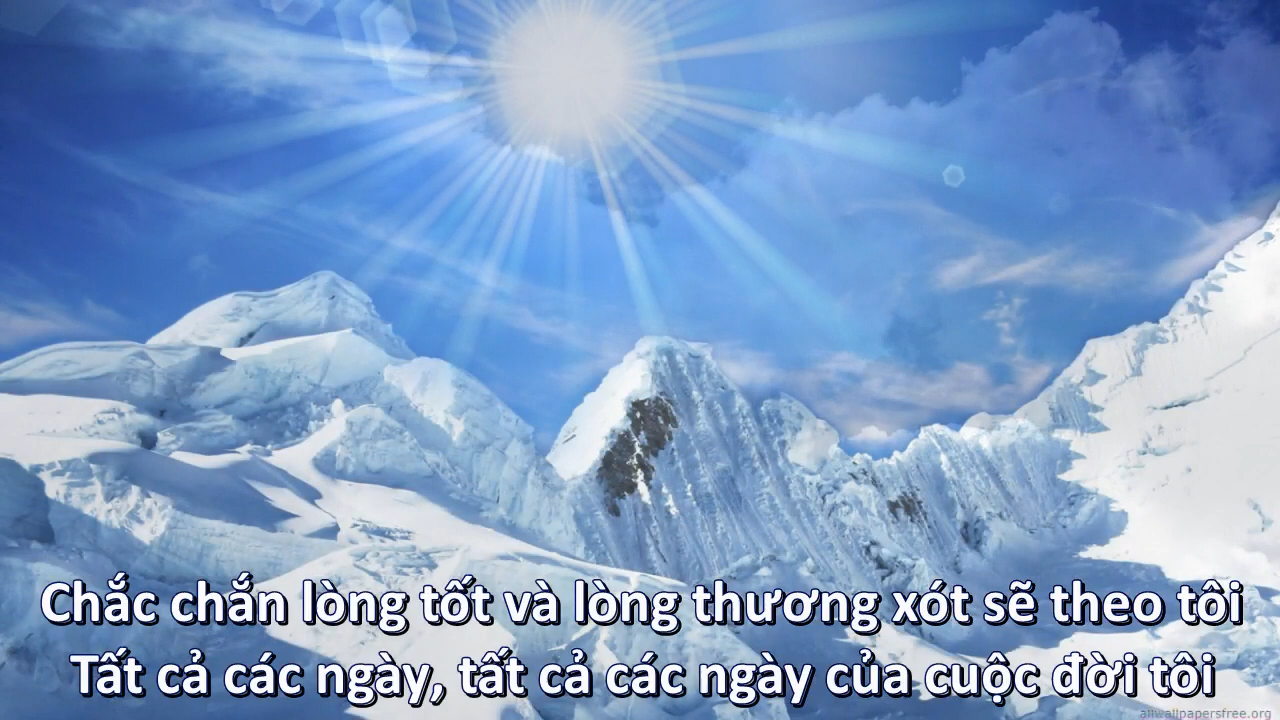 Chắc chắn lòng tốt và lòng thương xót sẽ theo tôi
Tất cả các ngày, tất cả các ngày của cuộc đời tôi
allwallpapersfree.org